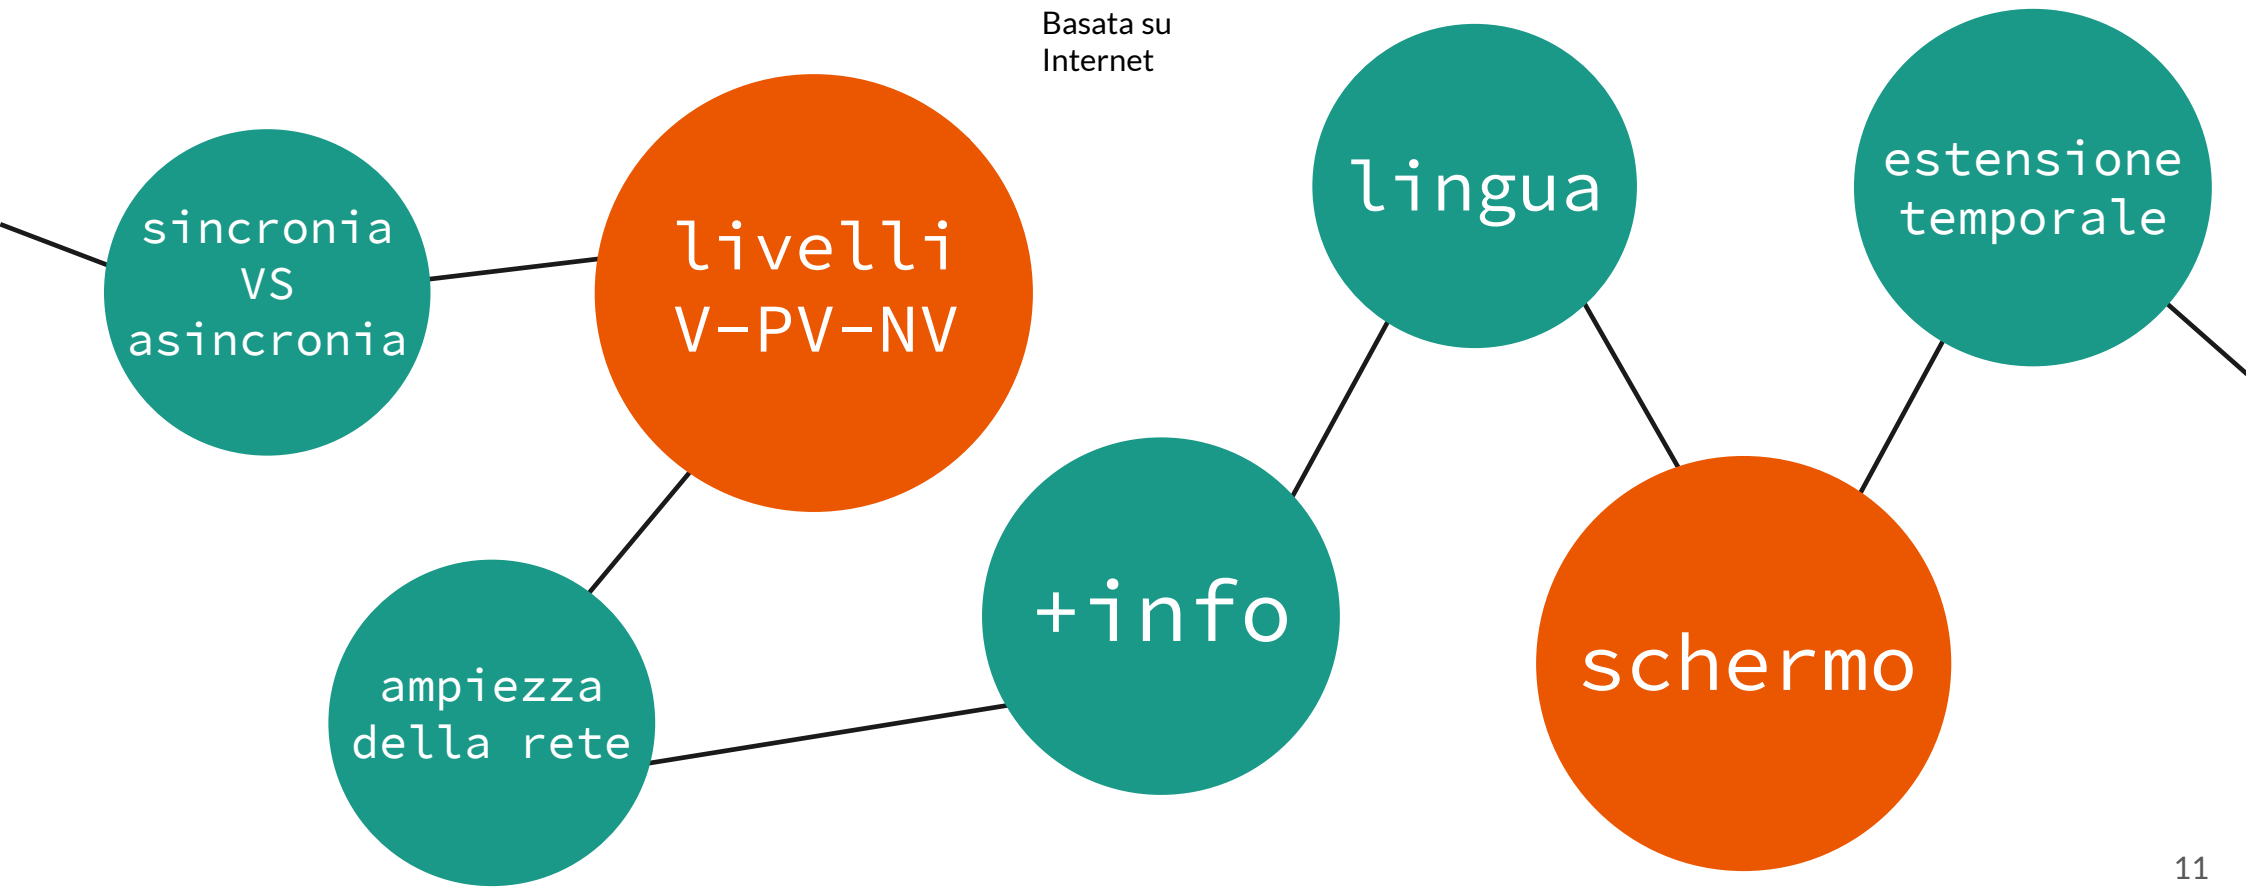 Basata su
Internet
sincronia
VS
asincronia
livelli
V-PV-NV
ampiezza
della rete
+info
lingua
schermo
estensione
temporale
11